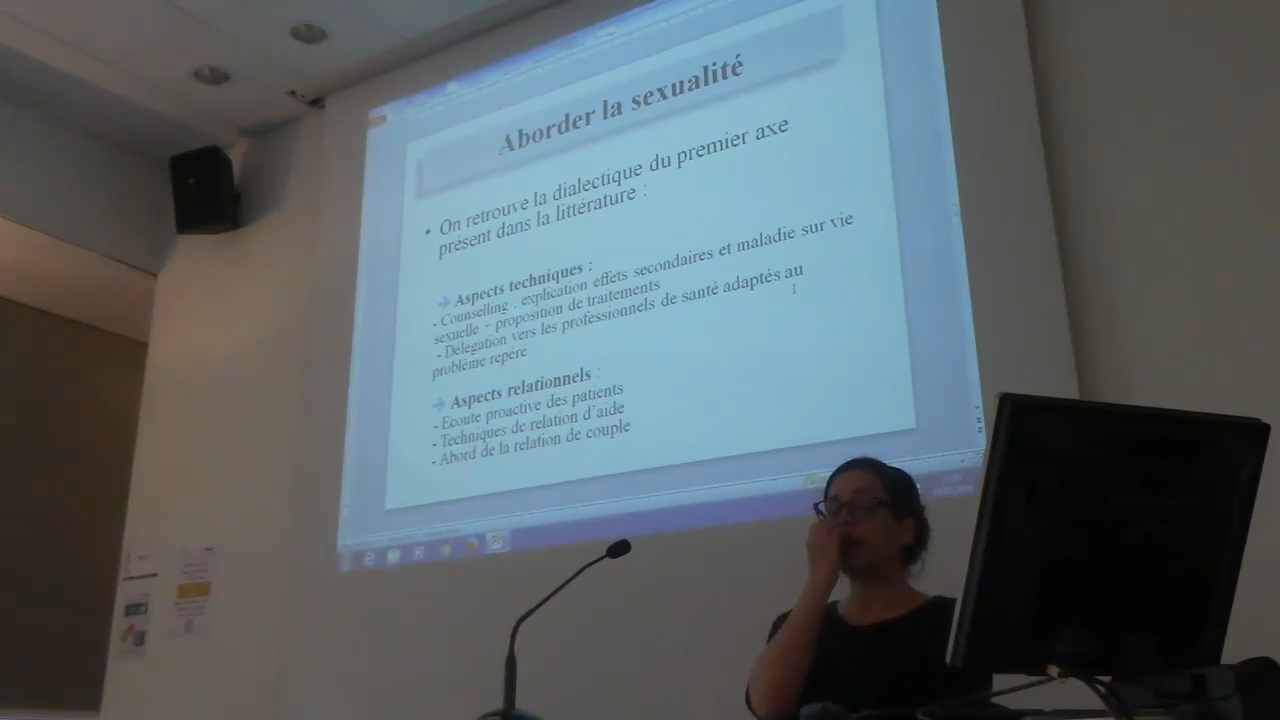 Aborder la sexualité
• On retrouve la dialectique du premier axe
présent dans la littérature :
Aspects techniques :
- Counselling : explication effets secondaires et maladie sur vie
sexuelle - proposition de traitements
- Délégation vers les professionnels de santé adaptés au
problème repéré
Aspects relationnels :
- Ecoute proactive des patients
- Techniques de relation d'aide
- Abord de la relation de couple